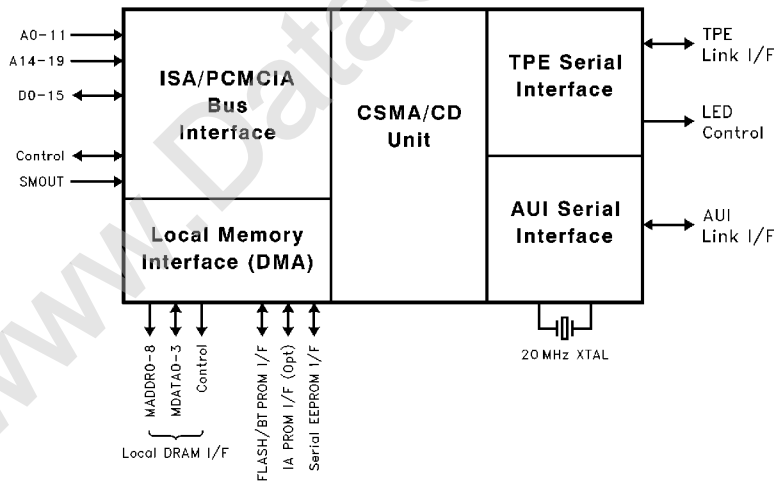 A0-11
A14-19
D0-15
Control
SMOUT
ISA/PCMCIA
Bus
Interface
Local Memory
Interface (DMA)
CSMA/CD
Unit
TPE Serial
Interface
AUI Serial
Interface
TPE
Link I/F
LED
Control
AUI
Link I/F
20 MHz XTAL
MADDR0-8
MDATA0-3
Control
Local DRAM I/F
FLASH/BT PROM I/F
IA PROM I/F (Opt)
Serial EEPROM I/F
www.Data